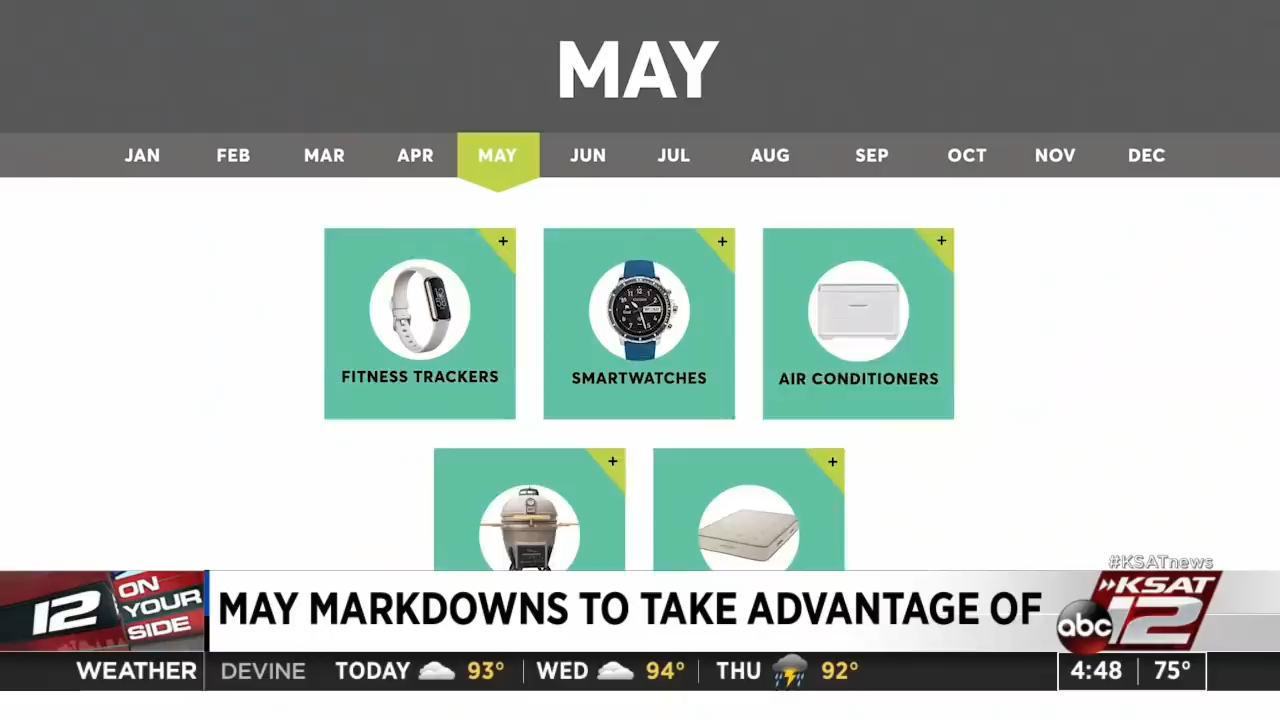 MAY
JAN FEB MAR APR MAY JUN JUL AUG SEP OCT NOV DEC
+ + +
FITNESS TRACKERS SMARTWATCHES AIR CONDITIONERS
+ +
#KSATnews
12 ON YOUR SIDE
MAY MARKDOWNS TO TAKE ADVANTAGE OF
KSAT 12
abc
WEATHER DEVINE TODAY 93° WED 94° THU 92° 4:48 75°